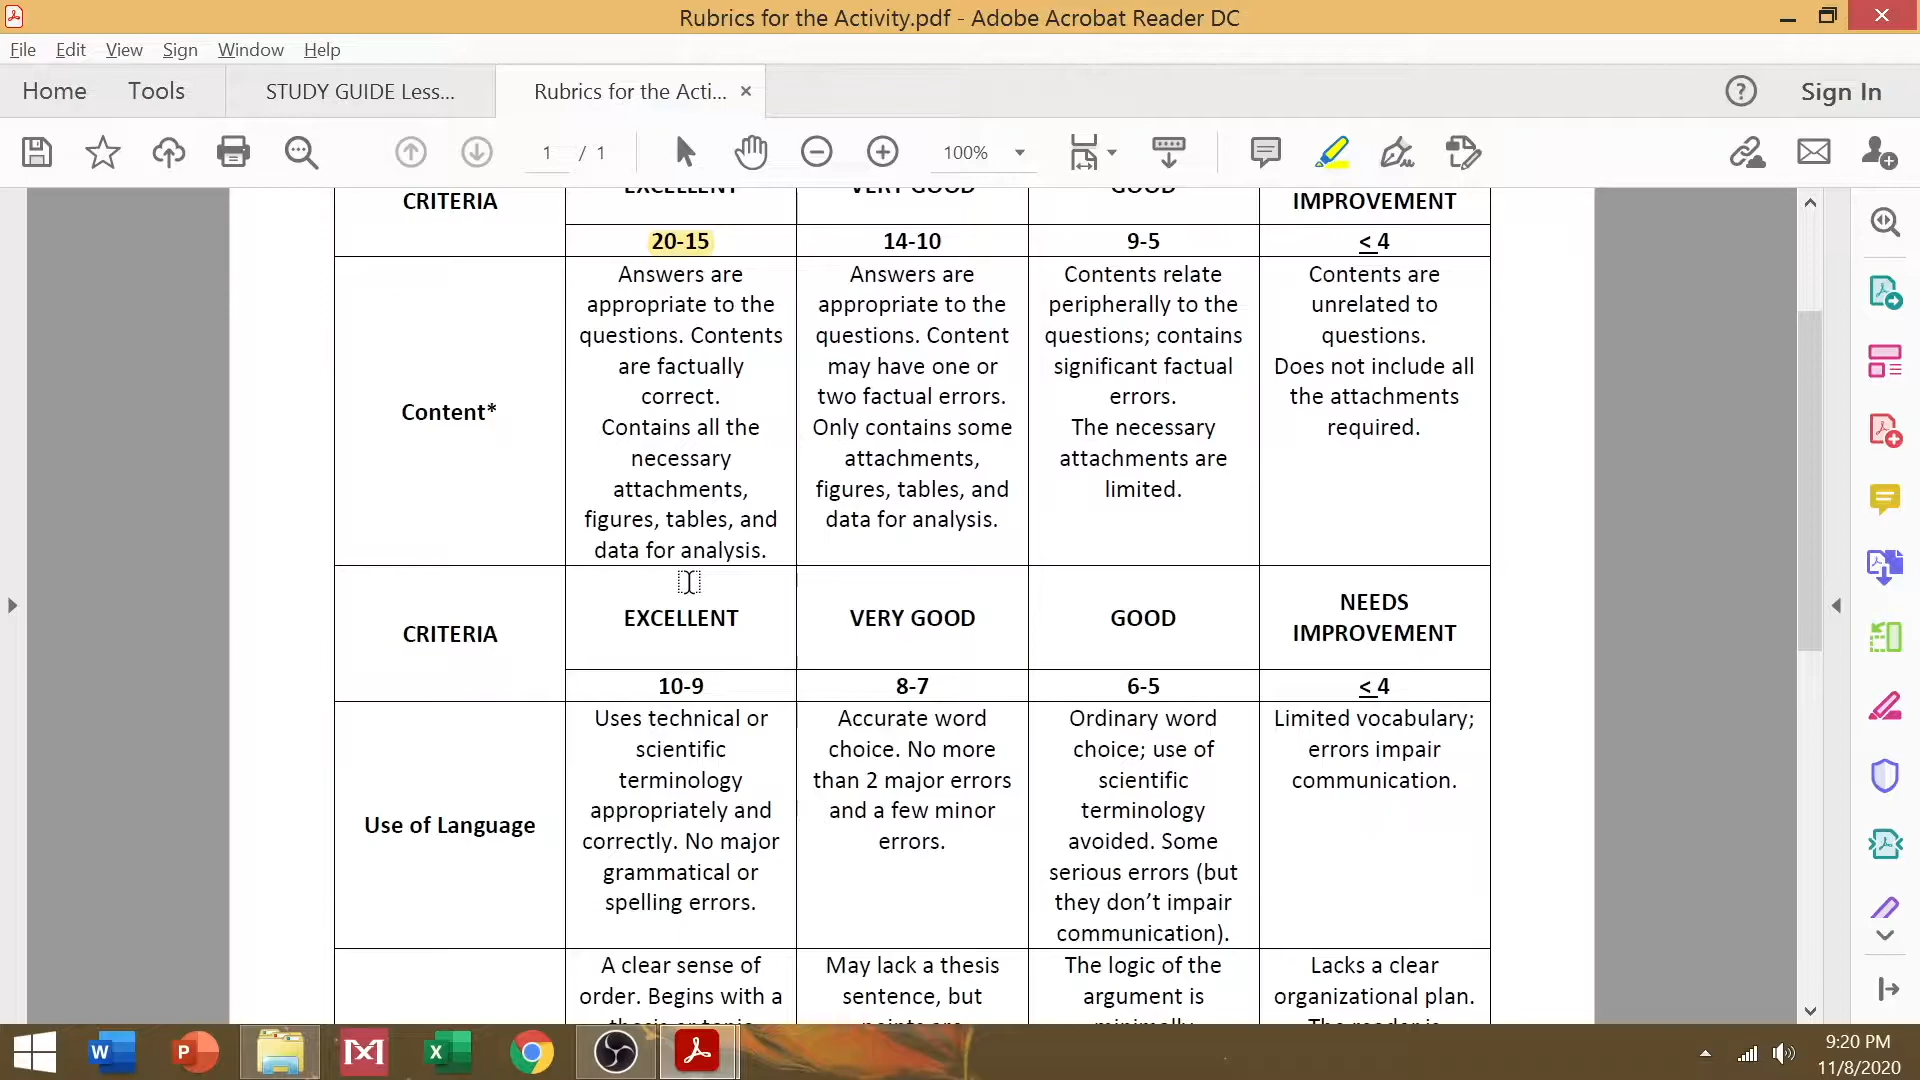 Rubrics for the Activity.pdf - Adobe Acrobat Reader DC
File Edit View Sign Window Help
Home Tools STUDY GUIDE Less... Rubrics for the Acti... Sign In
1 / 1 100%
CRITERIA EXCELLENT VERY GOOD GOOD IMPROVEMENT
20-15 14-10 9-5 < 4
Content*
Answers are
appropriate to the
questions. Contents
are factually
correct.
Contains all the
necessary
attachments,
figures, tables, and
data for analysis.
Answers are
appropriate to the
questions. Content
may have one or
two factual errors.
Only contains some
attachments,
figures, tables, and
data for analysis.
Contents relate
peripherally to the
questions; contains
significant factual
errors.
The necessary
attachments are
limited.
Contents are
unrelated to
questions.
Does not include all
the attachments
required.
CRITERIA
EXCELLENT
VERY GOOD
GOOD
NEEDS
IMPROVEMENT
10-9 8-7 6-5 < 4
Use of Language
Uses technical or
scientific
terminology
appropriately and
correctly. No major
grammatical or
spelling errors.
Accurate word
choice. No more
than 2 major errors
and a few minor
errors.
Ordinary word
choice; use of
scientific
terminology
avoided. Some
serious errors (but
they don’t impair
communication).
Limited vocabulary;
errors impair
communication.
A clear sense of
order. Begins with a
May lack a thesis
sentence, but
The logic of the
argument is
minimally
Lacks a clear
organizational plan.
The reader is
9:20 PM
11/8/2020